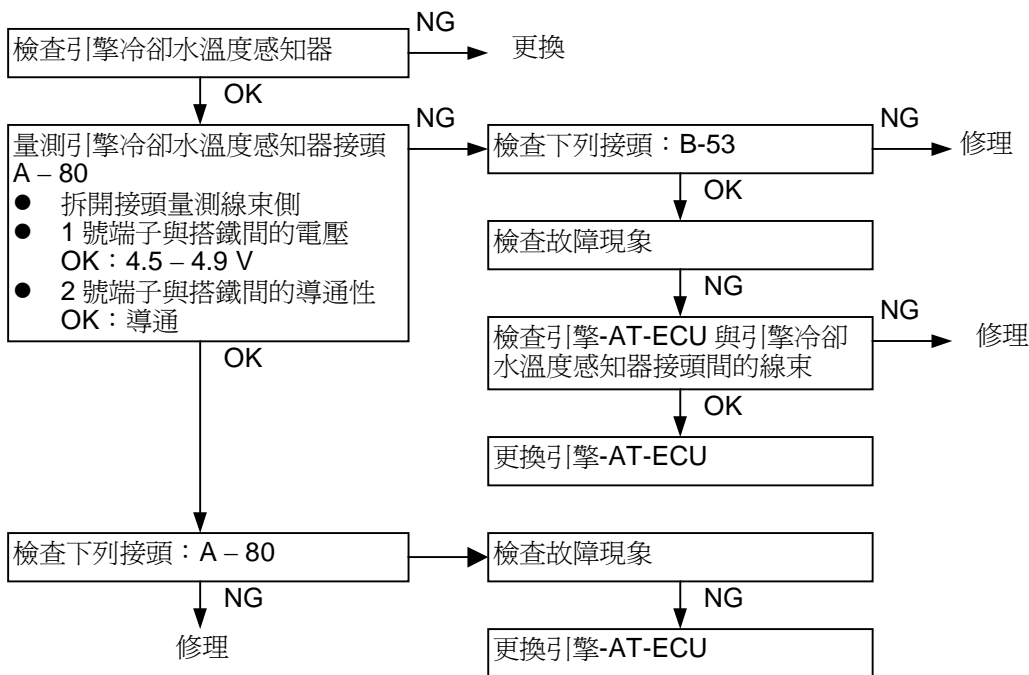 檢查引擎冷卻水溫度感知器
NG
更換
OK
量測引擎冷卻水溫度感知器接頭
A – 80
● 拆開接頭量測線束側
● 1 號端子與搭鐵間的電壓
OK：4.5 – 4.9 V
● 2 號端子與搭鐵間的導通性
OK：導通
NG
檢查下列接頭：B-53
NG
修理
OK
檢查故障現象
NG
檢查引擎-AT-ECU 與引擎冷卻
水溫度感知器接頭間的線束
NG
修理
OK
更換引擎-AT-ECU
OK
檢查下列接頭：A – 80
NG
修理
檢查故障現象
NG
更換引擎-AT-ECU